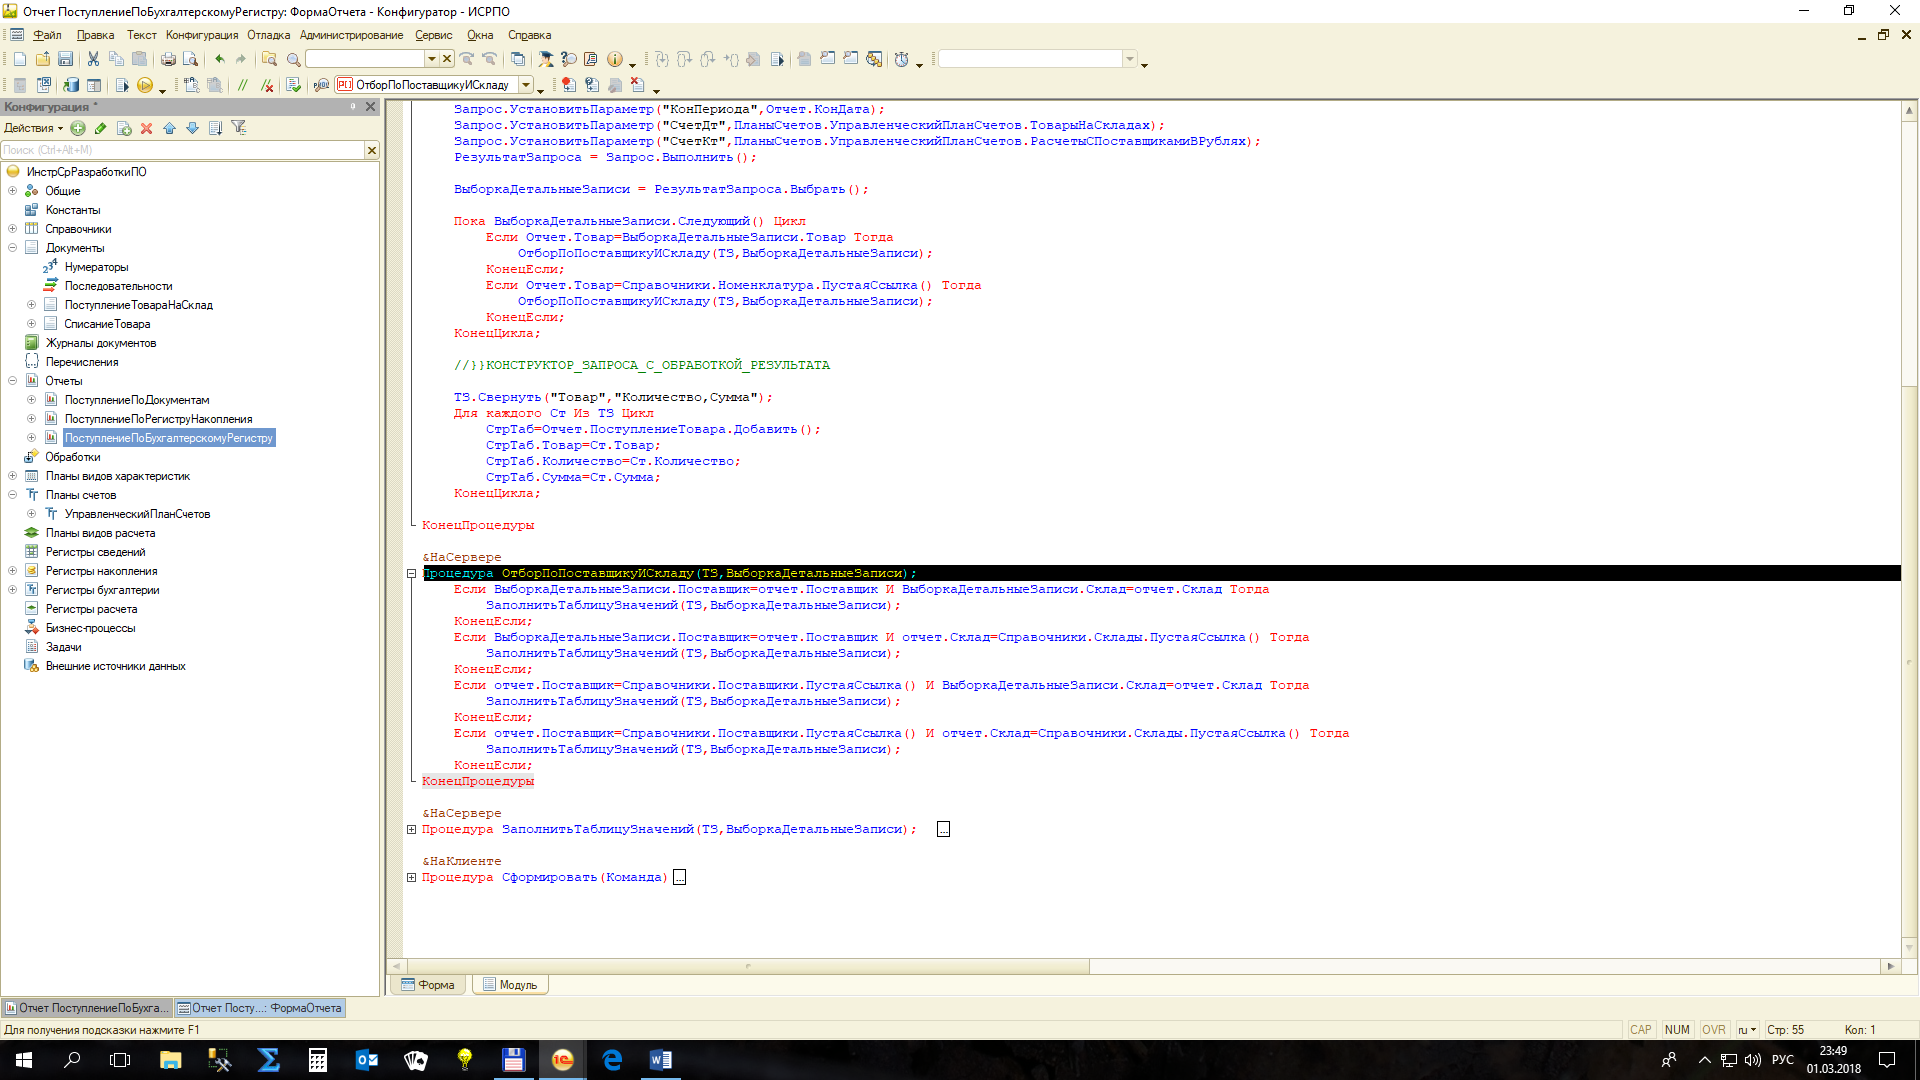 Отчет ПоступлениеПоБухгалтерскомуРегистру: ФормаОтчета - Конфигуратор - ИСРПО
Файл Правка Текст Конфигурация Отладка Администрирование Сервис Окна Справка
ОтборПоПоставщикуИСкладу
Конфигурация *
Действия
Поиск (Ctrl+Alt+M)
ИнстрСрРазработкиПО
Общие
Константы
Справочники
Документы
Нумераторы
Последовательности
ПоступлениеТовараНаСклад
СписаниеТовара
Журналы документов
Перечисления
Отчеты
ПоступлениеПоДокументам
ПоступлениеПоРегиструНакопления
ПоступлениеПоБухгалтерскомуРегистру
Обработки
Планы видов характеристик
Планы счетов
УправленческийПланСчетов
Планы видов расчета
Регистры сведений
Регистры накопления
Регистры бухгалтерии
Регистры расчета
Бизнес-процессы
Задачи
Внешние источники данных
Запрос.УстановитьПараметр("КонПериода",Отчет.КонДата);
Запрос.УстановитьПараметр("СчетДт",ПланыСчетов.УправленческийПланСчетов.ТоварыНаСкладах);
Запрос.УстановитьПараметр("СчетКт",ПланыСчетов.УправленческийПланСчетов.РасчетыСПоставщикамиВРублях);
РезультатЗапроса = Запрос.Выполнить();
ВыборкаДетальныеЗаписи = РезультатЗапроса.Выбрать();
Пока ВыборкаДетальныеЗаписи.Следующий() Цикл
Если Отчет.Товар=ВыборкаДетальныеЗаписи.Товар Тогда
ОтборПоПоставщикуИСкладу(ТЗ,ВыборкаДетальныеЗаписи);
КонецЕсли;
Если Отчет.Товар=Справочники.Номенклатура.ПустаяСсылка() Тогда
ОтборПоПоставщикуИСкладу(ТЗ,ВыборкаДетальныеЗаписи);
КонецЕсли;
КонецЦикла;
//}}КОНСТРУКТОР_ЗАПРОСА_С_ОБРАБОТКОЙ_РЕЗУЛЬТАТА
ТЗ.Свернуть("Товар","Количество,Сумма");
Для каждого Ст Из ТЗ Цикл
СтрТаб=Отчет.ПоступлениеТовара.Добавить();
СтрТаб.Товар=Ст.Товар;
СтрТаб.Количество=Ст.Количество;
СтрТаб.Сумма=Ст.Сумма;
КонецЦикла;
КонецПроцедуры
&НаСервере
Процедура ОтборПоПоставщикуИСкладу(ТЗ,ВыборкаДетальныеЗаписи);
Если ВыборкаДетальныеЗаписи.Поставщик=отчет.Поставщик И ВыборкаДетальныеЗаписи.Склад=отчет.Склад Тогда
ЗаполнитьТаблицуЗначений(ТЗ,ВыборкаДетальныеЗаписи);
КонецЕсли;
Если ВыборкаДетальныеЗаписи.Поставщик=отчет.Поставщик И отчет.Склад=Справочники.Склады.ПустаяСсылка() Тогда
ЗаполнитьТаблицуЗначений(ТЗ,ВыборкаДетальныеЗаписи);
КонецЕсли;
Если отчет.Поставщик=Справочники.Поставщики.ПустаяСсылка() И ВыборкаДетальныеЗаписи.Склад=отчет.Склад Тогда
ЗаполнитьТаблицуЗначений(ТЗ,ВыборкаДетальныеЗаписи);
КонецЕсли;
Если отчет.Поставщик=Справочники.Поставщики.ПустаяСсылка() И отчет.Склад=Справочники.Склады.ПустаяСсылка() Тогда
ЗаполнитьТаблицуЗначений(ТЗ,ВыборкаДетальныеЗаписи);
КонецЕсли;
КонецПроцедуры
&НаСервере
Процедура ЗаполнитьТаблицуЗначений(ТЗ,ВыборкаДетальныеЗаписи); ...
&НаКлиенте
Процедура Сформировать(Команда) ...
Форма Модуль
Отчет ПоступлениеПоБухга... Отчет Посту...: ФормаОтчета
Для получения подсказки нажмите F1 CAP NUM OVR ru Стр: 55 Кол: 1
РУС 23:49
01.03.2018